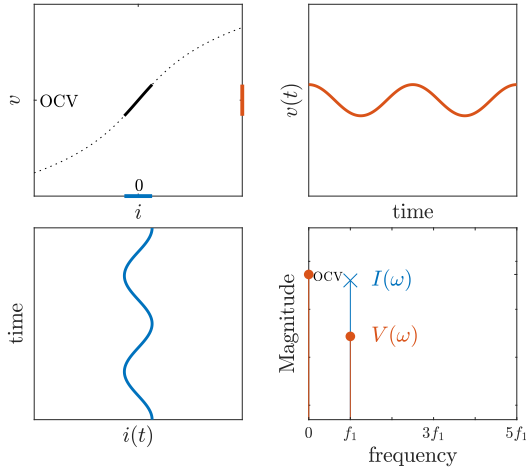 v
OCV
0
i
v(t)
time
time
i(t)
Magnitude
OCV
I(ω)
V(ω)
0
f₁
3f₁
5f₁
frequency